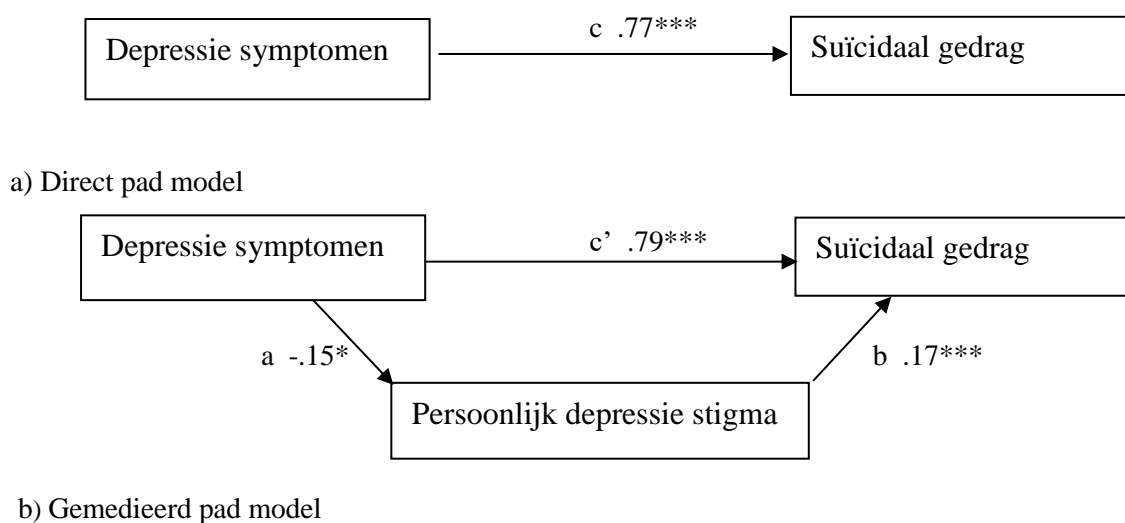 c .77***
Depressie symptomen
Suïcidaal gedrag
a) Direct pad model
Depressie symptomen
c’ .79***
Suïcidaal gedrag
a -.15*
b .17***
Persoonlijk depressie stigma
b) Gemedieerd pad model